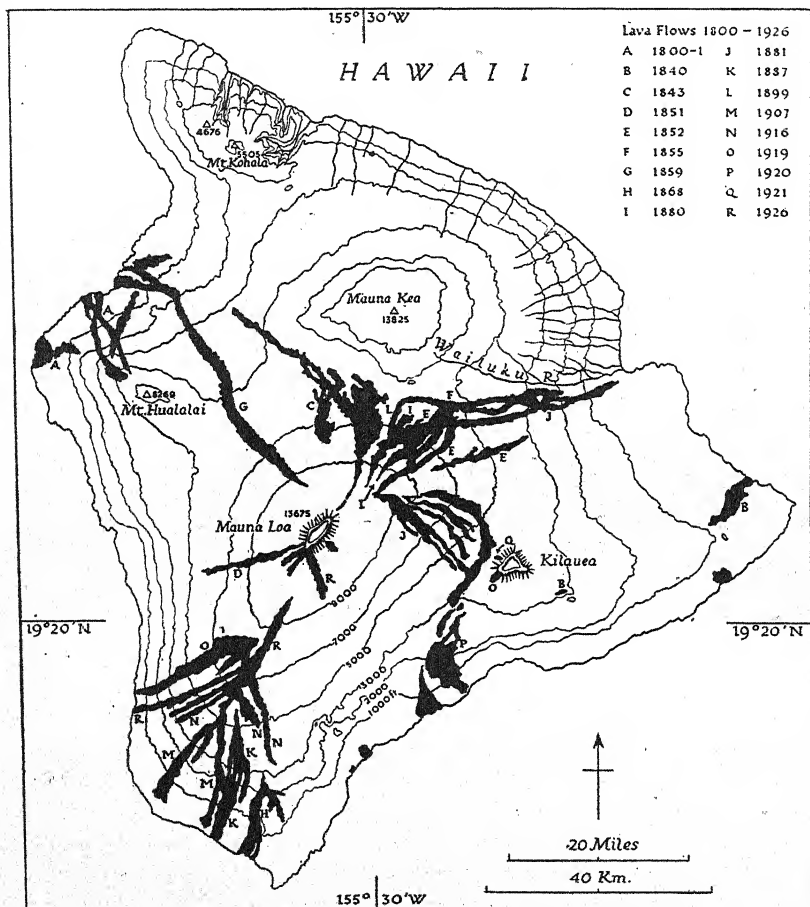 155° 30'W
HAWAII
Lava Flows 1800 - 1926
A 1800-1 J 1881
B 1840 K 1887
C 1843 L 1899
D 1851 M 1907
E 1852 N 1916
F 1855 O 1919
G 1859 P 1920
H 1868 Q 1921
I 1880 R 1926
4676
5505
Mt. Kohala
Mauna Kea
13825
Wailuku R.
A
A
8269
Mt. Hualalai
G
C
L
I
E
F
J
E
E
L
B
13675
Mauna Loa
J
Q
Kilauea
D
R
O
B
9000
19° 20' N
19° 20' N
I
O
R
7000
5000
P
3000
2000
1000 ft
R
N
N
N
M
K
M
H
K
20 Miles
40 Km.
155° 30'W